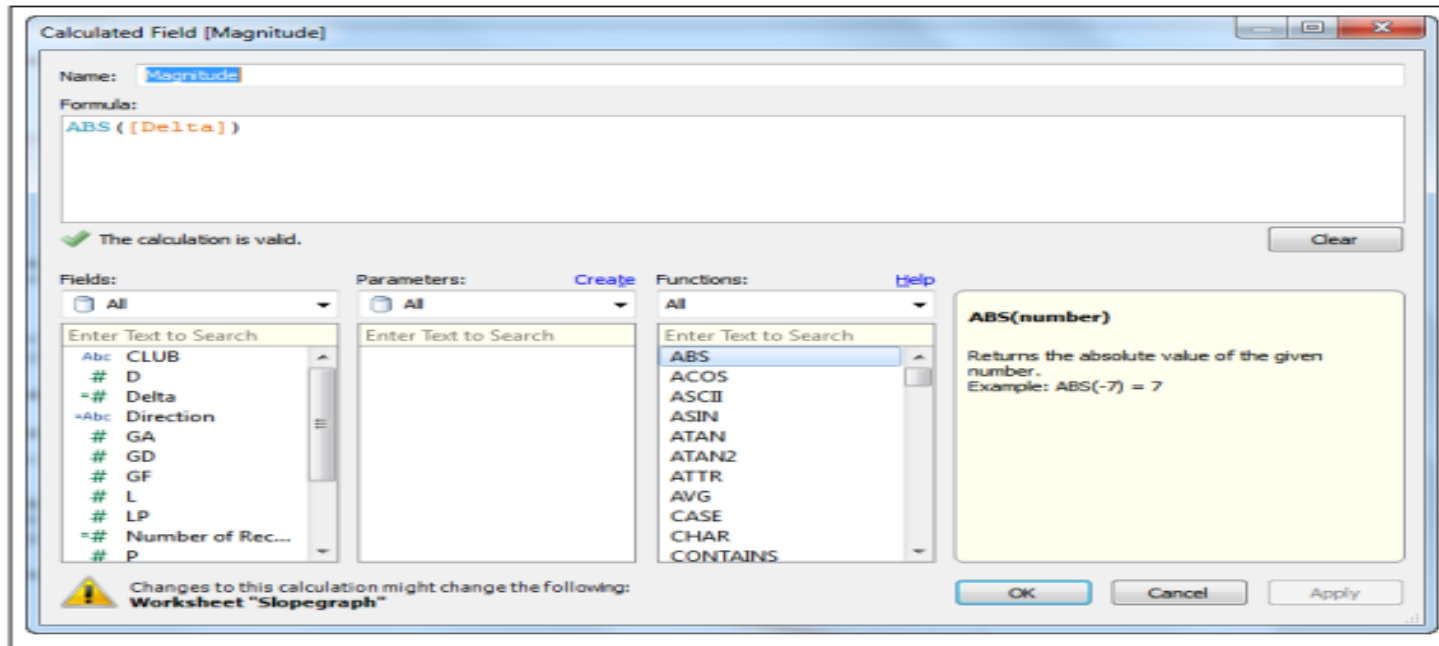 Calculated Field [Magnitude]
Name: Magnitude
Formula:
ABS([Delta])
The calculation is valid.
Clear
Fields:
All
Enter Text to Search
Abc CLUB
# D
=# Delta
=Abc Direction
# GA
# GD
# GF
# L
# LP
=# Number of Rec...
# P
Parameters: Create
All
Enter Text to Search
Functions: Help
All
Enter Text to Search
ABS
ACOS
ASCII
ASIN
ATAN
ATAN2
ATTR
AVG
CASE
CHAR
CONTAINS
ABS(number)
Returns the absolute value of the given
number.
Example: ABS(-7) = 7
Changes to this calculation might change the following:
Worksheet "Slopegraph"
OK Cancel Apply